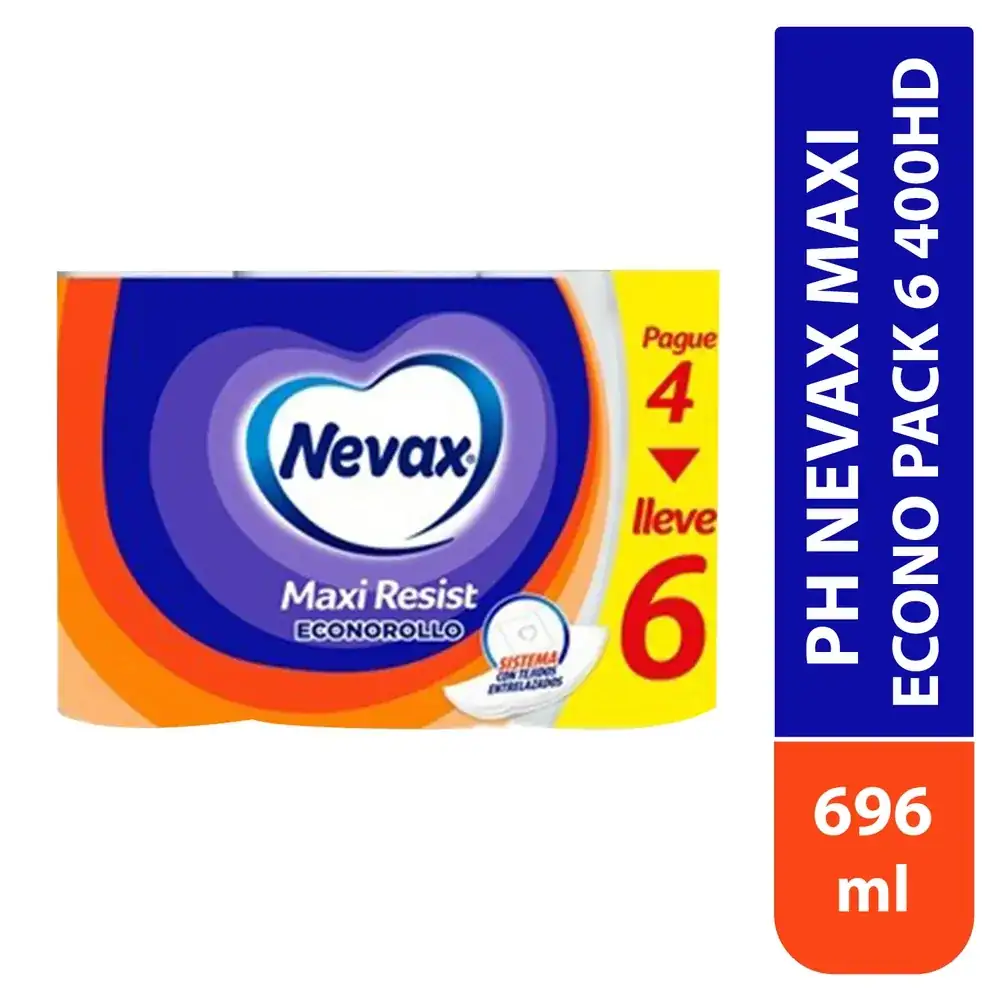 Nevax®
Maxi Resist
ECONOROLLO
SISTEMA
CON TEJIDOS
ENTRELAZADOS
Pague
4
lleve
6
PH NEVAX MAXI
ECONO PACK 6 400HD
696
ml